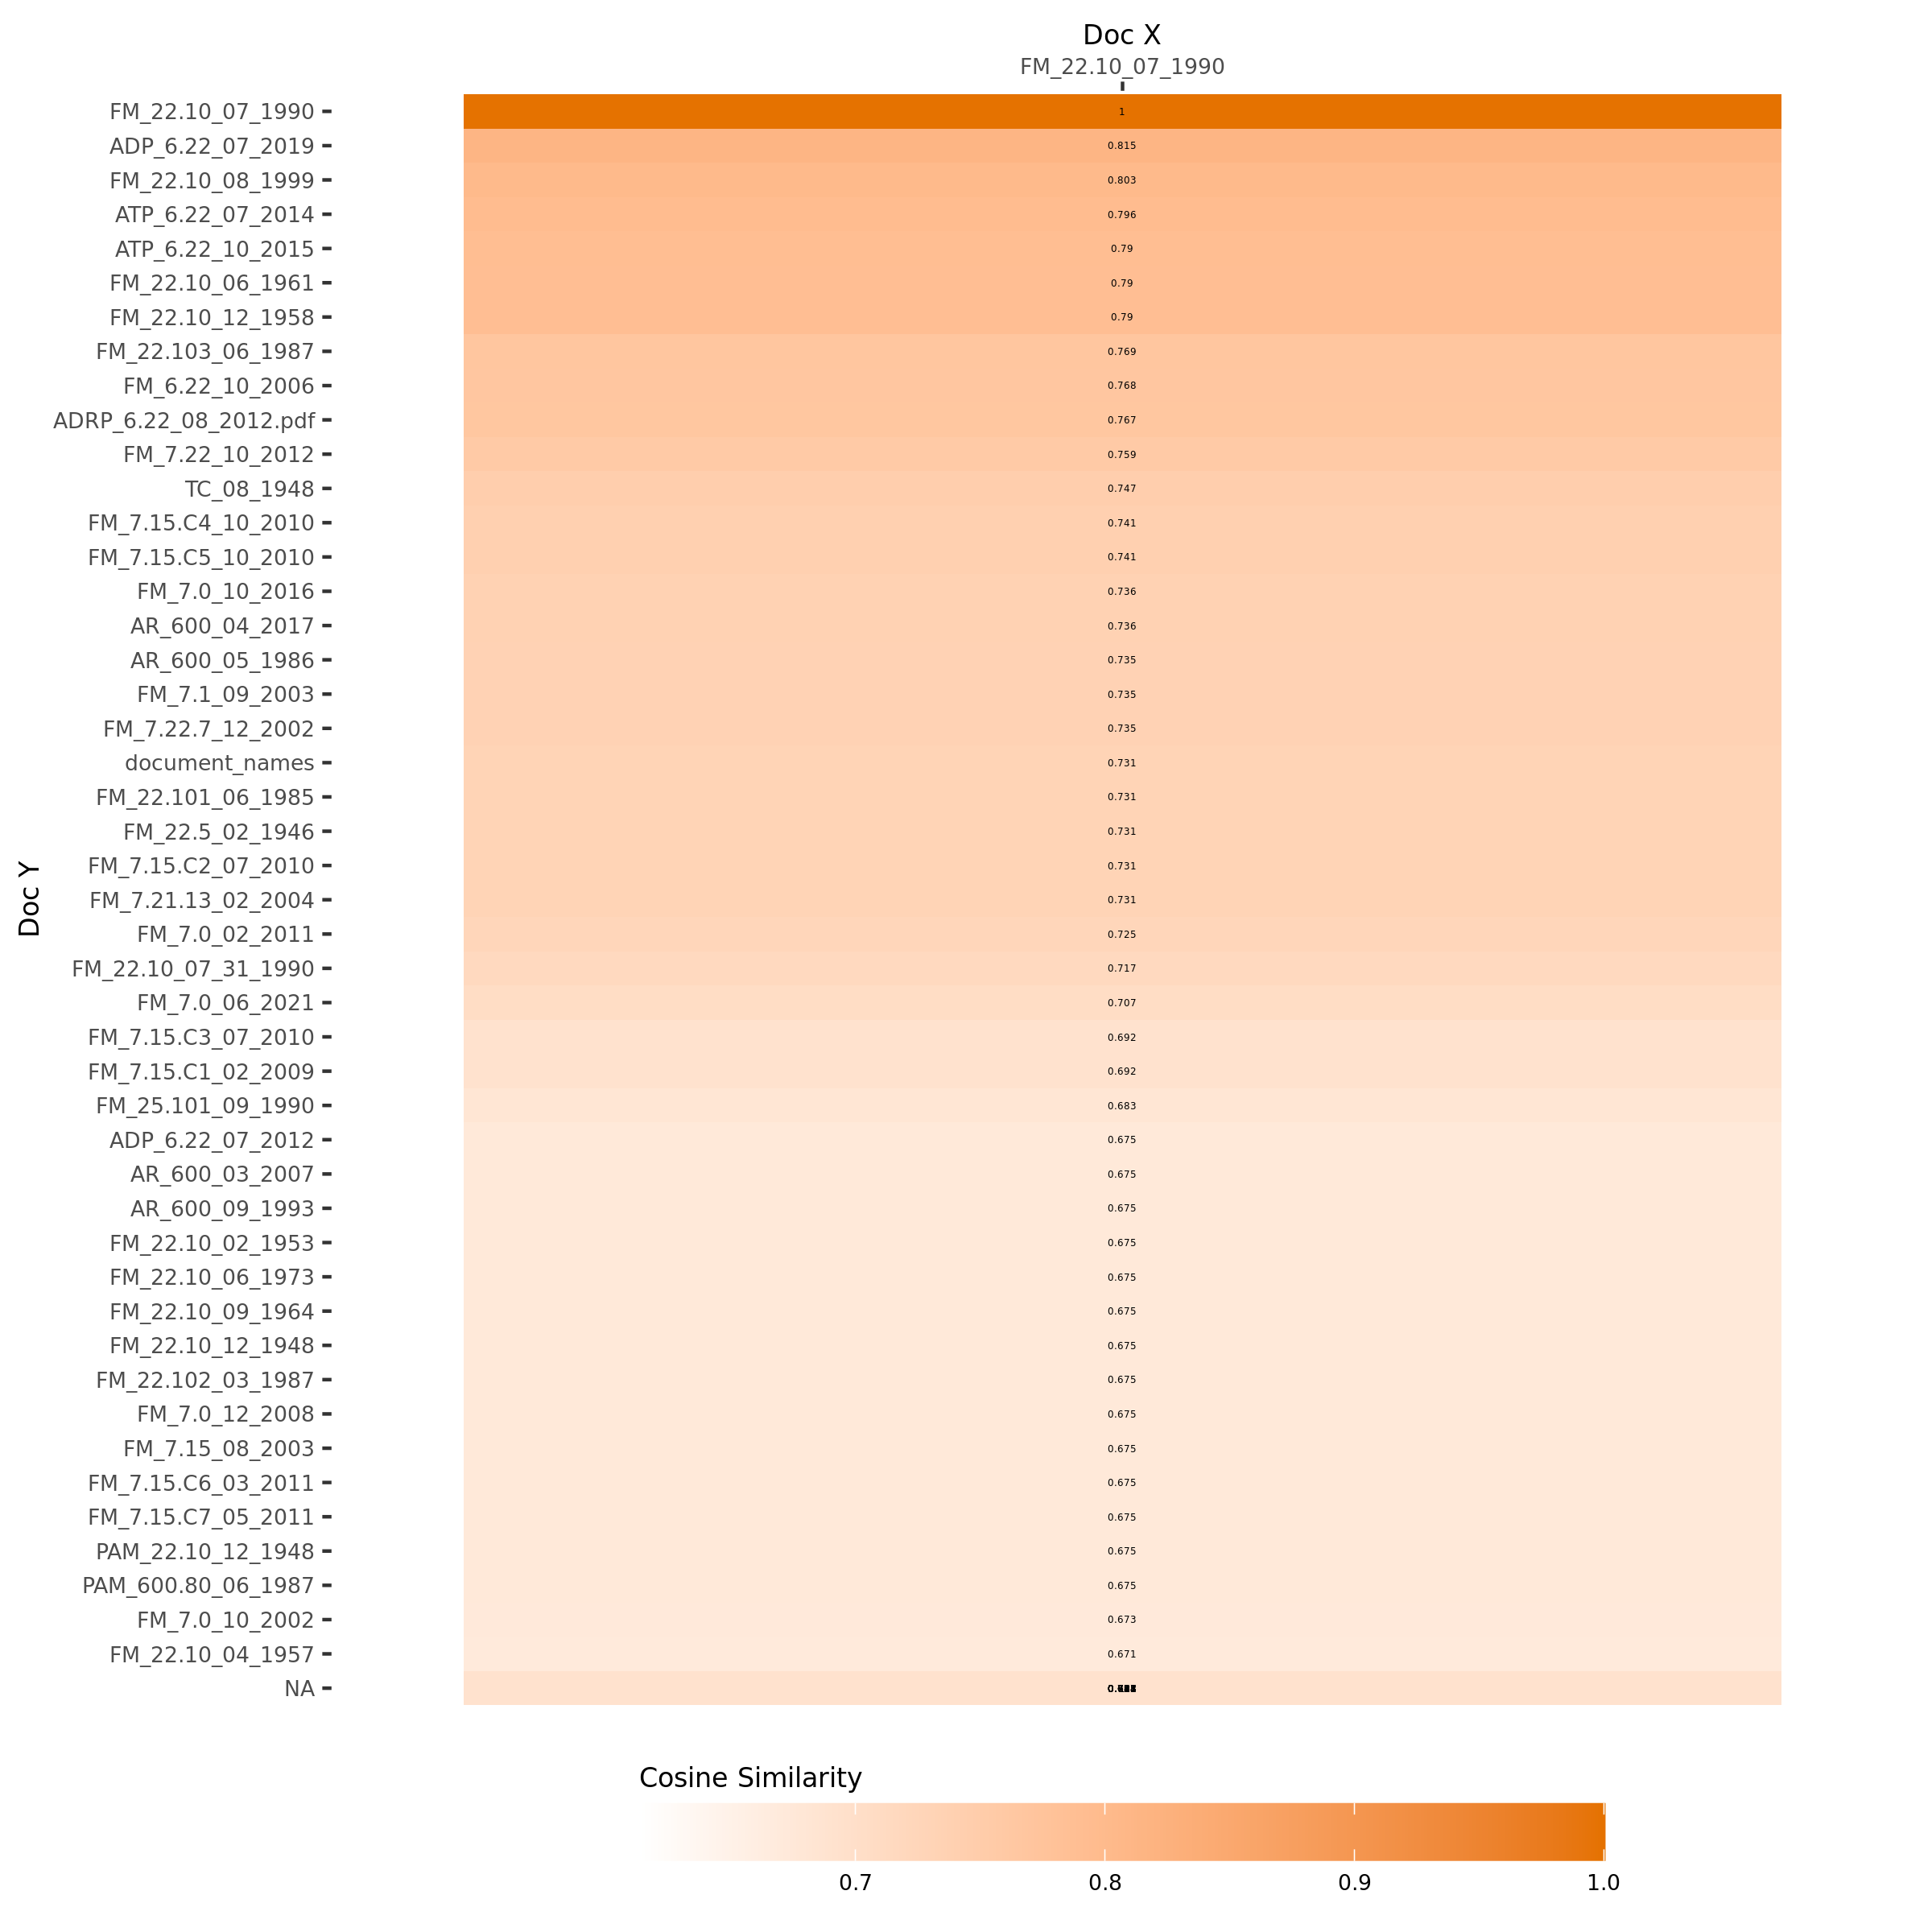 Doc X
FM_22.10_07_1990
Doc Y
FM_22.10_07_1990 1
ADP_6.22_07_2019 0.815
FM_22.10_08_1999 0.803
ATP_6.22_07_2014 0.796
ATP_6.22_10_2015 0.79
FM_22.10_06_1961 0.79
FM_22.10_12_1958 0.79
FM_22.103_06_1987 0.769
FM_6.22_10_2006 0.768
ADRP_6.22_08_2012.pdf 0.767
FM_7.22_10_2012 0.759
TC_08_1948 0.747
FM_7.15.C4_10_2010 0.741
FM_7.15.C5_10_2010 0.741
FM_7.0_10_2016 0.736
AR_600_04_2017 0.736
AR_600_05_1986 0.735
FM_7.1_09_2003 0.735
FM_7.22.7_12_2002 0.735
document_names 0.731
FM_22.101_06_1985 0.731
FM_22.5_02_1946 0.731
FM_7.15.C2_07_2010 0.731
FM_7.21.13_02_2004 0.731
FM_7.0_02_2011 0.725
FM_22.10_07_31_1990 0.717
FM_7.0_06_2021 0.707
FM_7.15.C3_07_2010 0.692
FM_7.15.C1_02_2009 0.692
FM_25.101_09_1990 0.683
ADP_6.22_07_2012 0.675
AR_600_03_2007 0.675
AR_600_09_1993 0.675
FM_22.10_02_1953 0.675
FM_22.10_06_1973 0.675
FM_22.10_09_1964 0.675
FM_22.10_12_1948 0.675
FM_22.102_03_1987 0.675
FM_7.0_12_2008 0.675
FM_7.15_08_2003 0.675
FM_7.15.C6_03_2011 0.675
FM_7.15.C7_05_2011 0.675
PAM_22.10_12_1948 0.675
PAM_600.80_06_1987 0.675
FM_7.0_10_2002 0.673
FM_22.10_04_1957 0.671
NA
Cosine Similarity
0.7 0.8 0.9 1.0